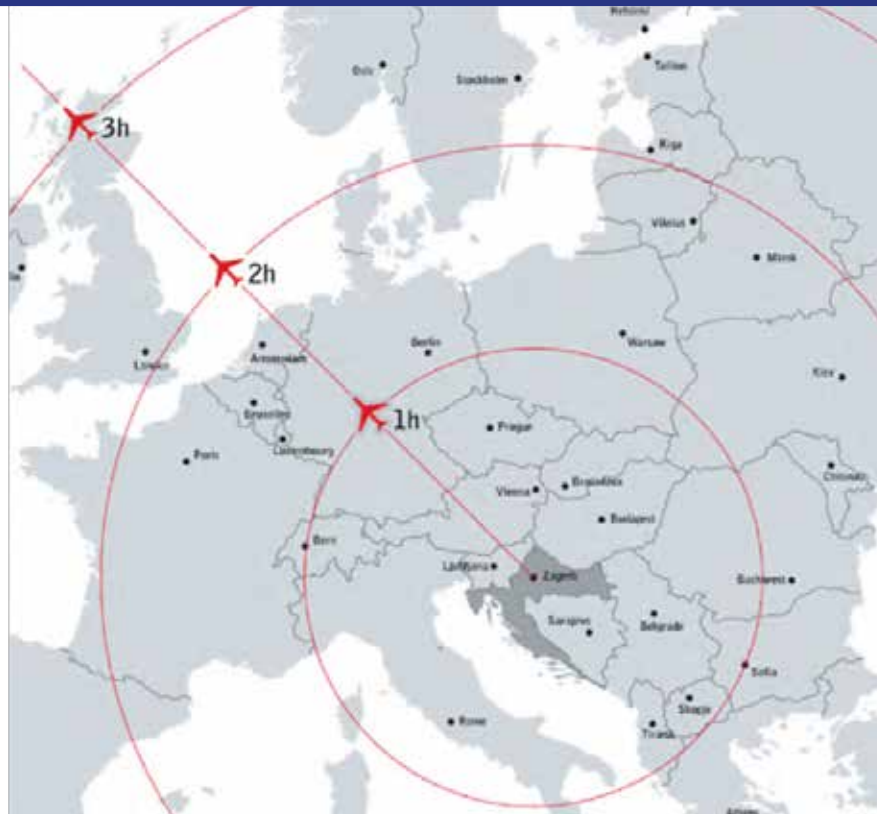 Oslo
Stockholm
Tallinn
3h
Riga
Vilnius
Minsk
2h
Berlin
Warsaw
Amsterdam
London
Kiev
Brussels
1h
Prague
Luxembourg
Paris
Vienna
Bratislava
Budapest
Bern
Ljubljana
Zagreb
Bucharest
Sarajevo
Belgrade
Sofia
Skopje
Rome
Tirana